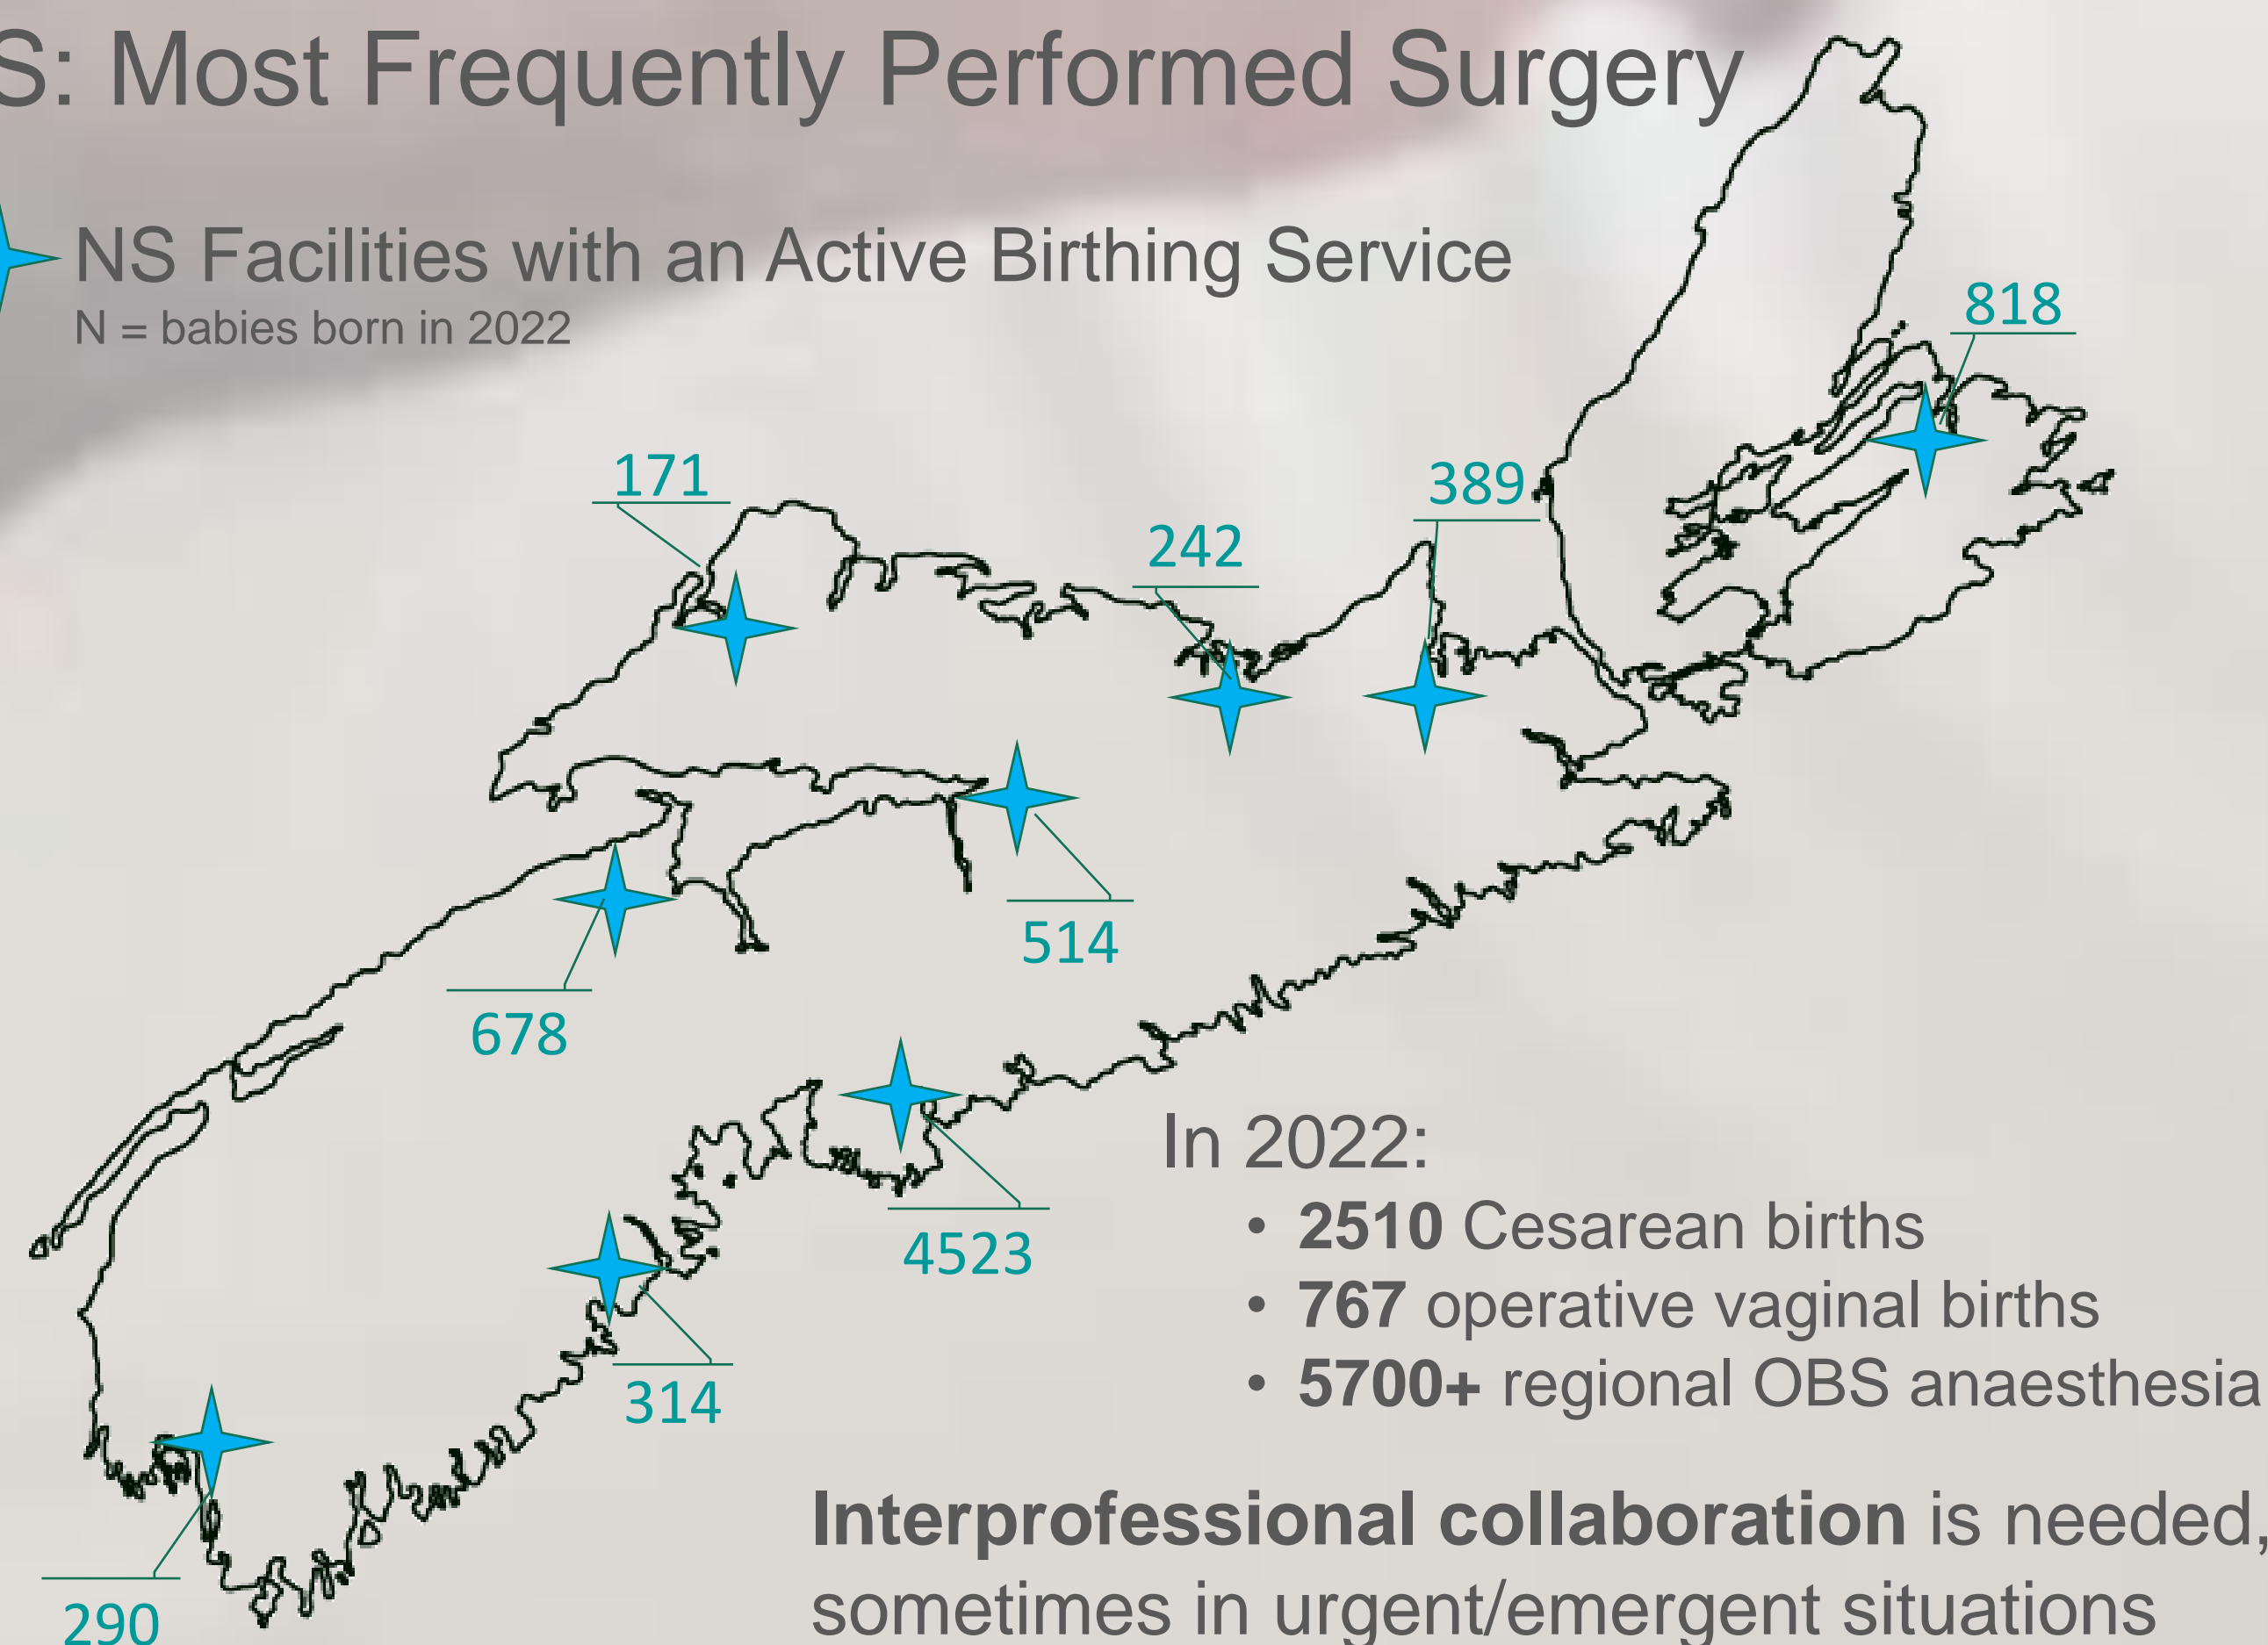 S: Most Frequently Performed Surgery
NS Facilities with an Active Birthing Service
N = babies born in 2022
818
171
389
242
514
678
4523
314
290
In 2022:
• 2510 Cesarean births
• 767 operative vaginal births
• 5700+ regional OBS anaesthesia
Interprofessional collaboration is needed,
sometimes in urgent/emergent situations